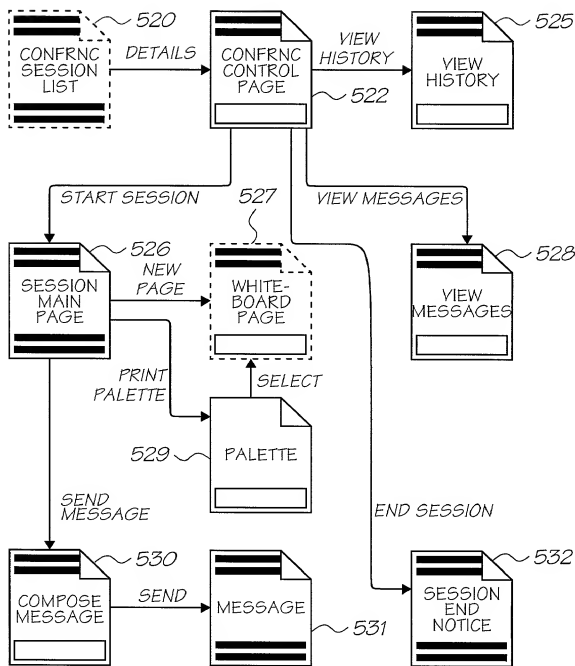 520
CONFRNC
SESSION
LIST
DETAILS
CONFRNC
CONTROL
PAGE
522
VIEW
HISTORY
525
VIEW
HISTORY
START SESSION
527
VIEW MESSAGES
526
SESSION
MAIN
PAGE
NEW
PAGE
WHITE-
BOARD
PAGE
528
VIEW
MESSAGES
PRINT
PALETTE
SELECT
529
PALETTE
SEND
MESSAGE
END SESSION
530
COMPOSE
MESSAGE
SEND
MESSAGE
531
532
SESSION
END
NOTICE